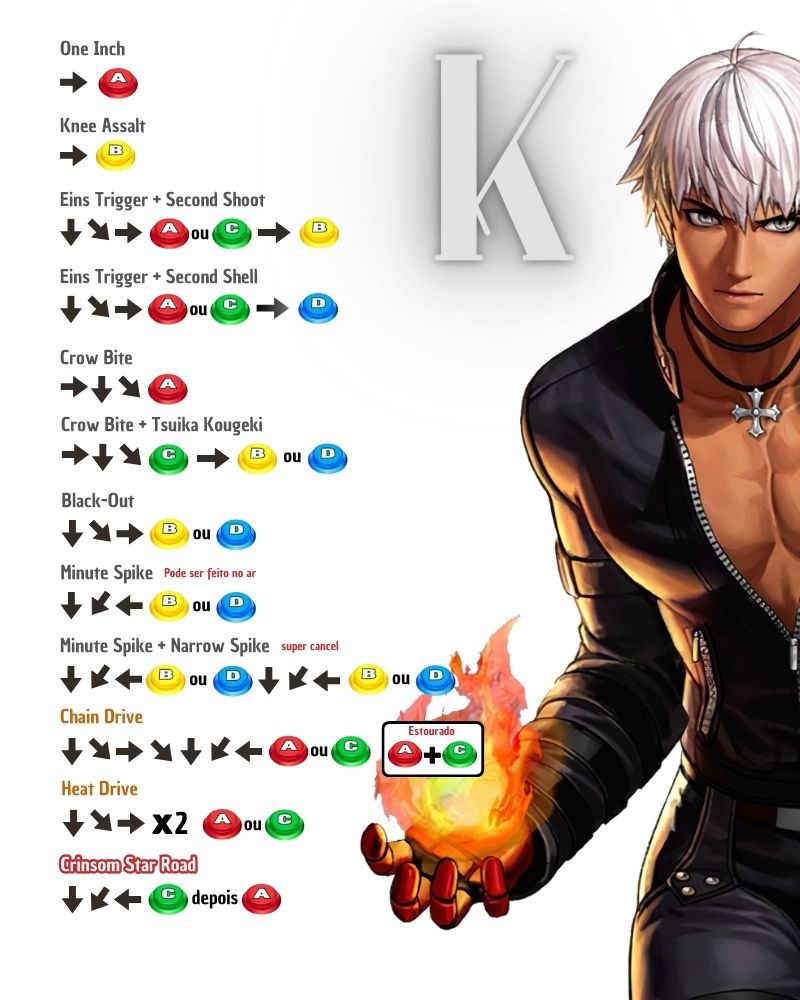 K
One Inch
→ A
Knee Assalt
→ B
Eins Trigger + Second Shoot
↓ ↘ → A ou C → B
Eins Trigger + Second Shell
↓ ↘ → A ou C → D
Crow Bite
→ ↓ ↘ A
Crow Bite + Tsuika Kougeki
→ ↓ ↘ C → B ou D
Black-Out
↓ ↘ → B ou D
Minute Spike Pode ser feito no ar
↓ ↙ ← B ou D
Minute Spike + Narrow Spike super cancel
↓ ↙ ← B ou D ↓ ↙ ← B ou D
Chain Drive
↓ ↘ → ↘ ↓ ↙ ← A ou C
Estourado
A + C
Heat Drive
↓ ↘ → x2 A ou C
Crinsom Star Road
↓ ↙ ← C depois A